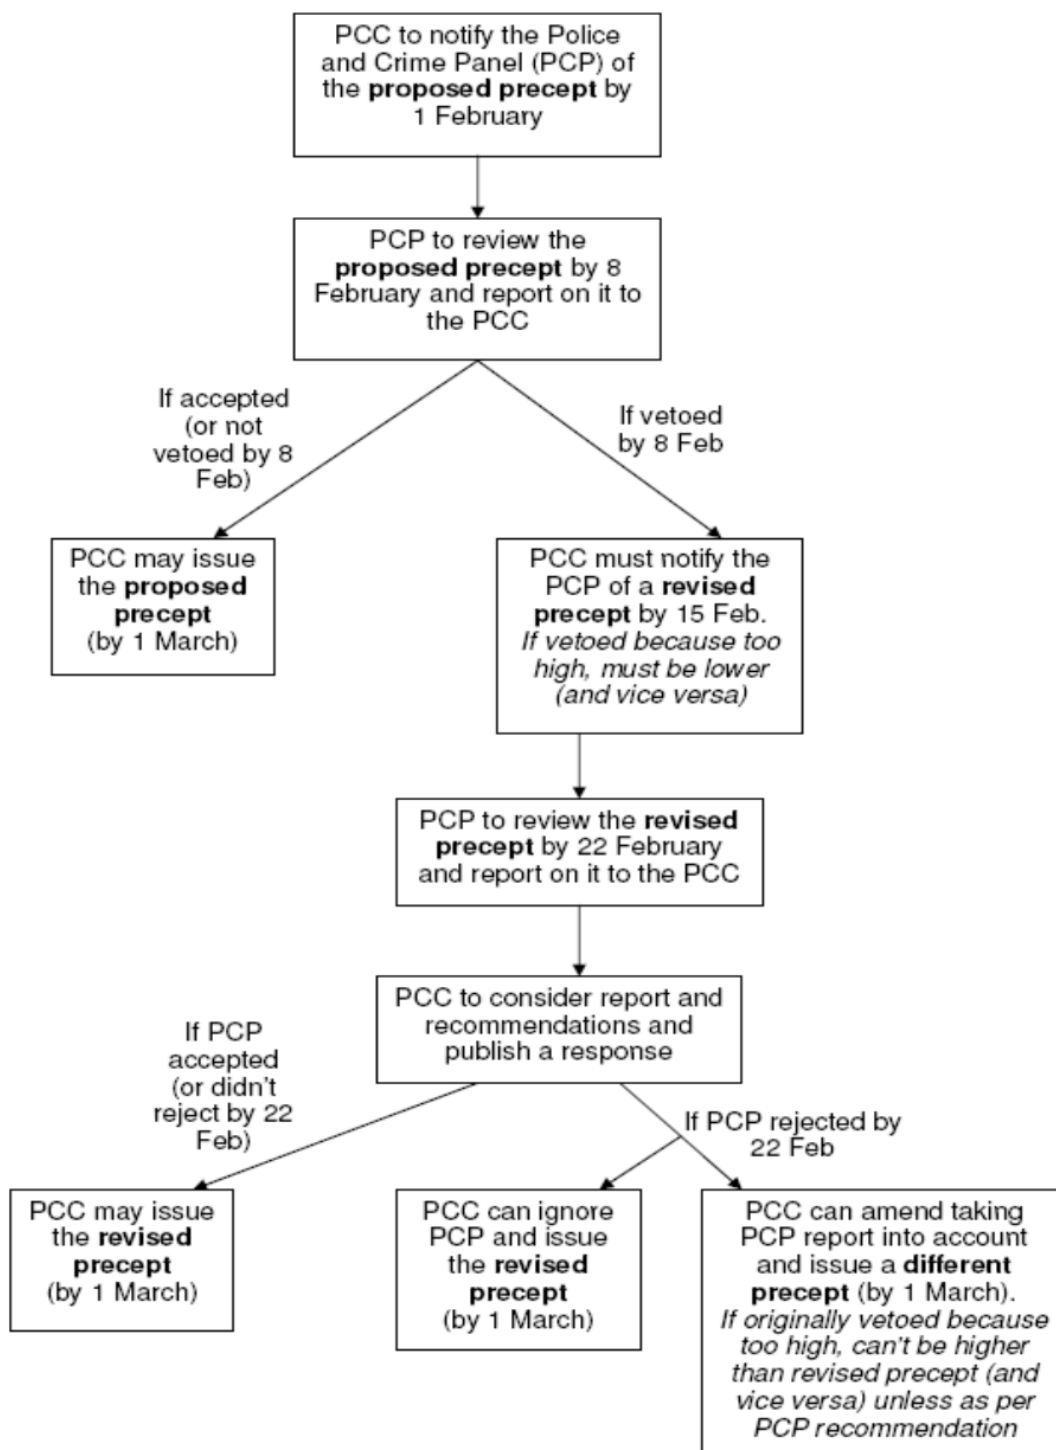 PCC to notify the Police
and Crime Panel (PCP) of
the proposed precept by
1 February
PCP to review the
proposed precept by 8
February and report on it to
the PCC
If accepted
(or not
vetoed by 8
Feb)
If vetoed
by 8 Feb
PCC may issue
the proposed
precept
(by 1 March)
PCC must notify the
PCP of a revised
precept by 15 Feb.
If vetoed because too
high, must be lower
(and vice versa)
PCP to review the revised
precept by 22 February
and report on it to the PCC
PCC to consider report and
recommendations and
publish a response
If PCP
accepted
(or didn't
reject by 22
Feb)
If PCP rejected by
22 Feb
PCC may issue
the revised
precept
(by 1 March)
PCC can ignore
PCP and issue
the revised
precept
(by 1 March)
PCC can amend taking
PCP report into account
and issue a different
precept (by 1 March).
If originally vetoed because
too high, can't be higher
than revised precept (and
vice versa) unless as per
PCP recommendation